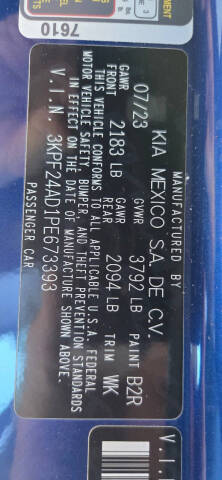 MANUFACTURED BY
KIA MEXICO S.A. DE C.V.
07/23 GVWR 3792 LB PAINT B2R
GAWR FRONT 2183 LB GAWR REAR 2094 LB TRIM WK
THIS VEHICLE CONFORMS TO ALL APPLICABLE U.S.A. FEDERAL
MOTOR VEHICLE SAFETY, BUMPER, AND THEFT PREVENTION STANDARDS
IN EFFECT ON THE DATE OF MANUFACTURE SHOWN ABOVE.
V.I.N. 3KPF24AD1PE673393
PASSENGER CAR
7610
V.I.